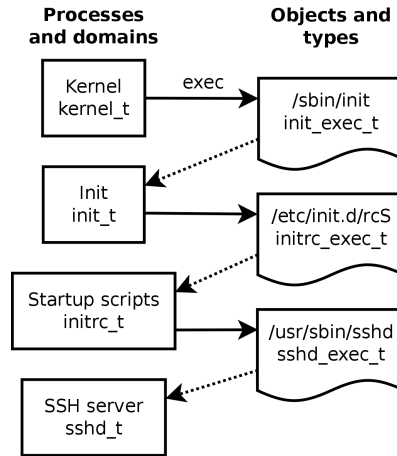 Processes
and domains
Objects and
types
Kernel
kernel_t
exec
/sbin/init
init_exec_t
Init
init_t
/etc/init.d/rcS
initrc_exec_t
Startup scripts
initrc_t
/usr/sbin/sshd
sshd_exec_t
SSH server
sshd_t